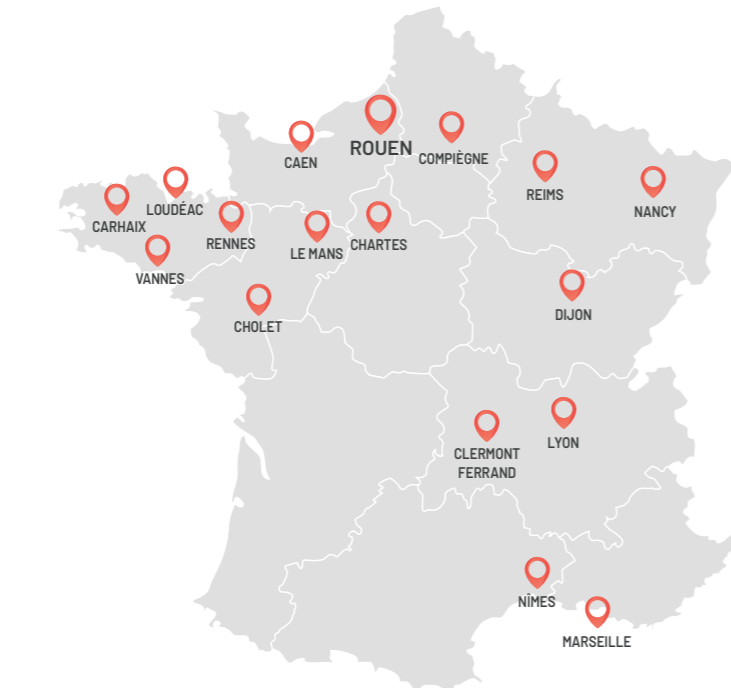 CAEN
ROUEN
COMPIÈGNE
REIMS
NANCY
CARHAIX
LOUDÉAC
RENNES
LE MANS
CHARTES
VANNES
CHOLET
DIJON
CLERMONT
FERRAND
LYON
NÎMES
MARSEILLE